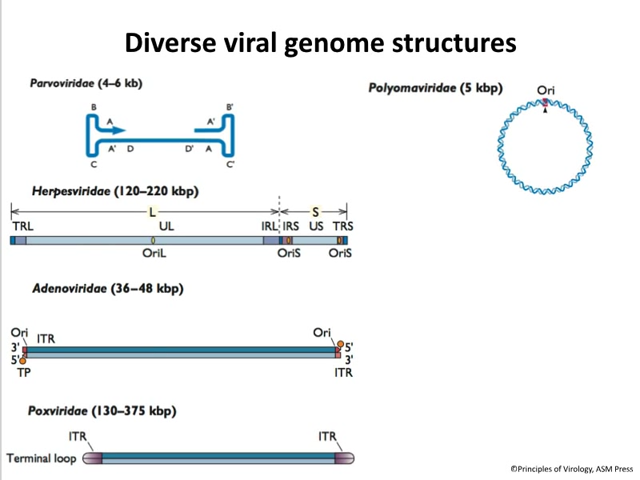 Diverse viral genome structures
Parvoviridae (4–6 kb)
B
A
A'
B'
A'
D
D'
A
C
C'
Polyomaviridae (5 kbp)
Ori
Herpesviridae (120–220 kbp)
L
S
TRL
UL
IRL
IRS
US
TRS
OriL
OriS
OriS
Adenoviridae (36–48 kbp)
Ori
ITR
Ori
3'
5'
5'
3'
TP
ITR
Poxviridae (130–375 kbp)
ITR
ITR
Terminal loop
©Principles of Virology, ASM Press